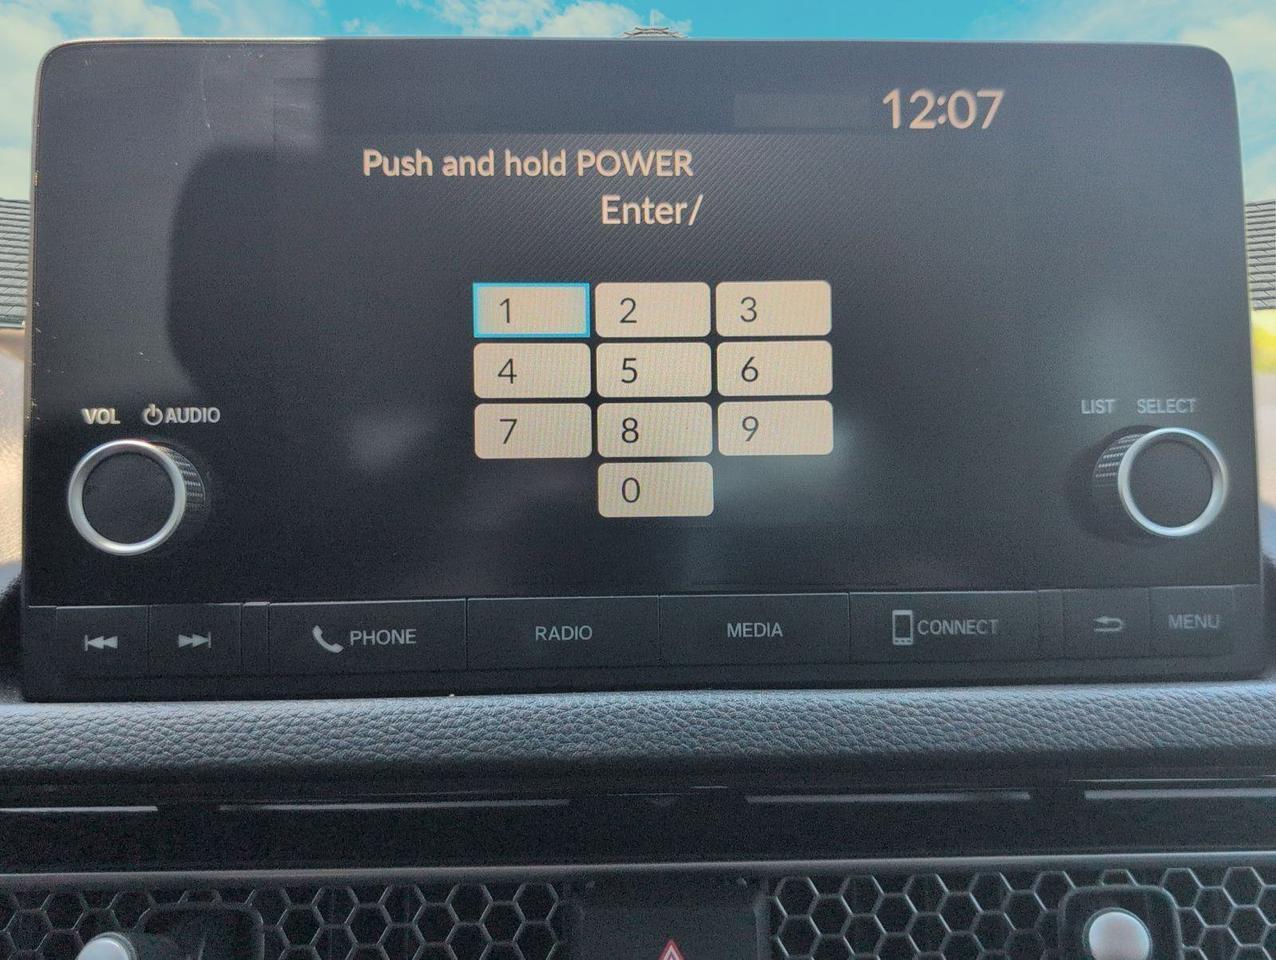 12:07
Push and hold POWER
Enter/
1 2 3
4 5 6
7 8 9
0
VOL AUDIO
LIST SELECT
PHONE RADIO MEDIA CONNECT MENU